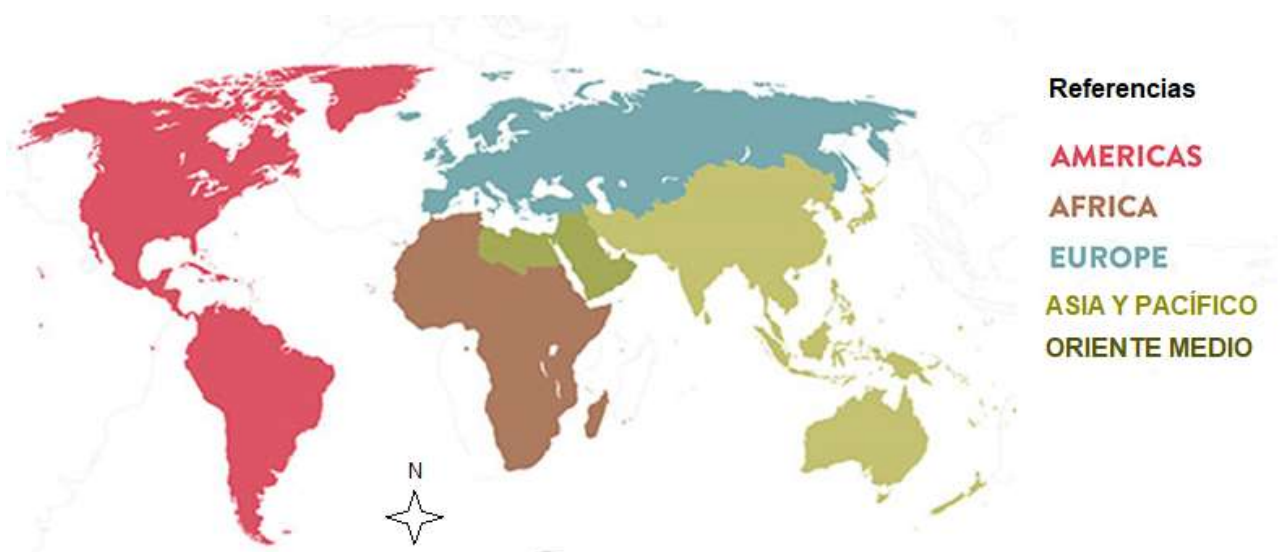 Referencias
AMERICAS
AFRICA
EUROPE
ASIA Y PACÍFICO
ORIENTE MEDIO
N